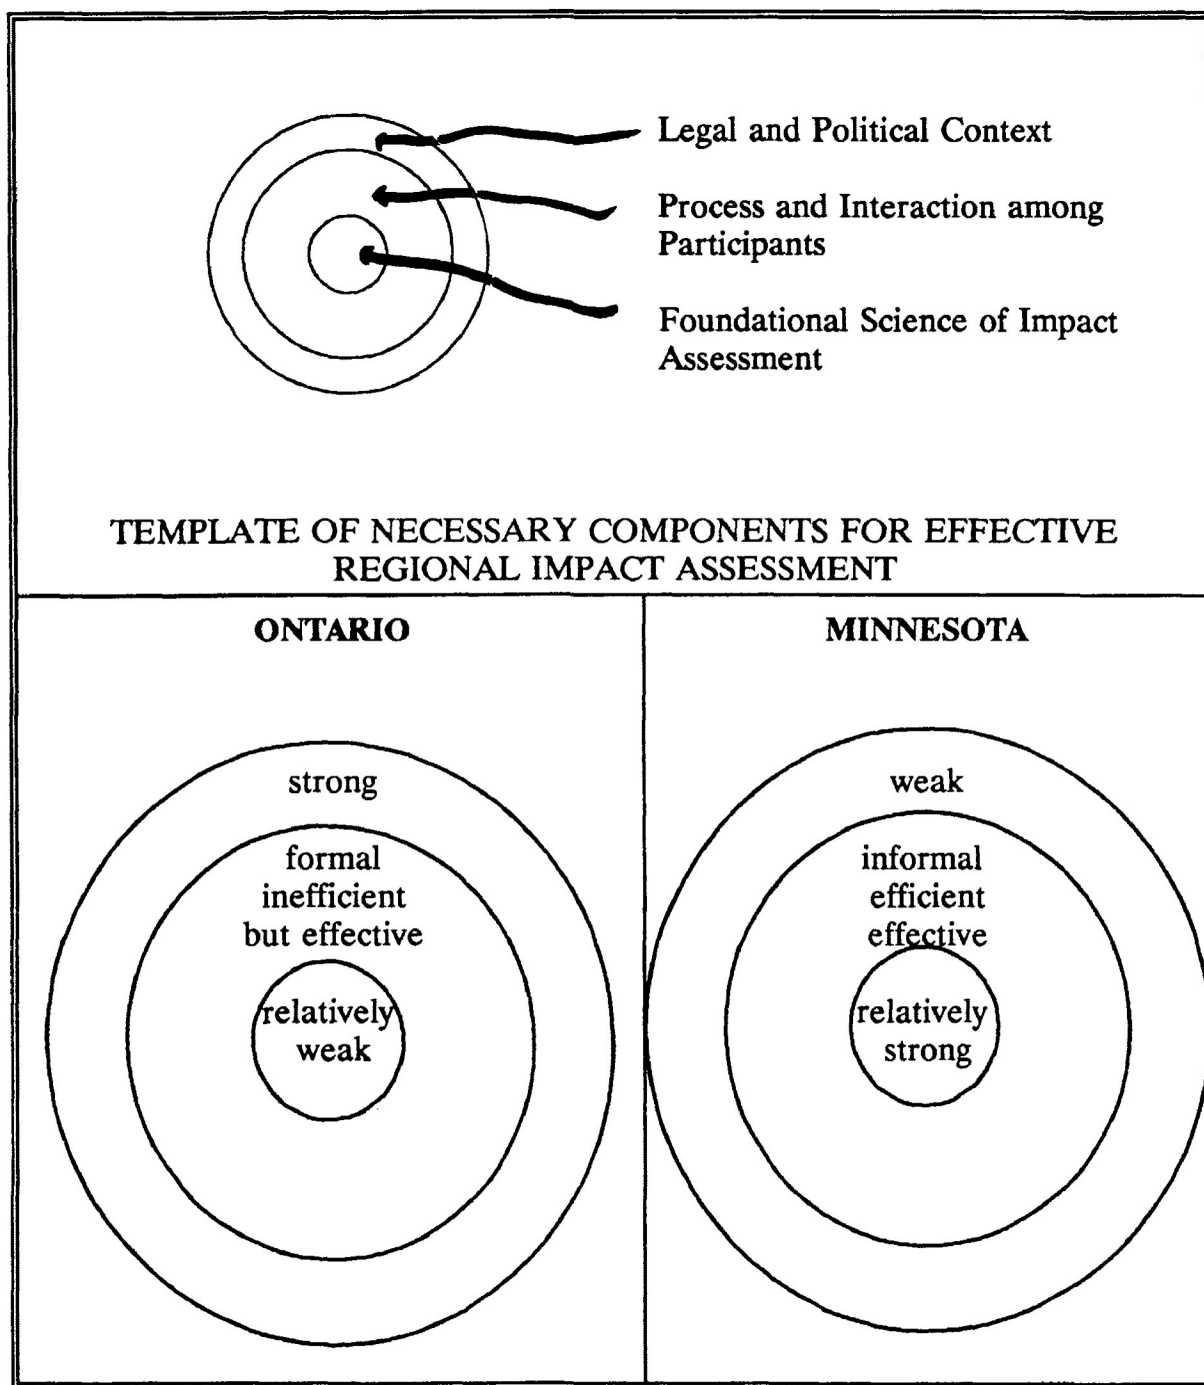 Legal and Political Context
Process and Interaction among
Participants
Foundational Science of Impact
Assessment
TEMPLATE OF NECESSARY COMPONENTS FOR EFFECTIVE
REGIONAL IMPACT ASSESSMENT
ONTARIO
strong
formal
inefficient
but effective
relatively
weak
MINNESOTA
weak
informal
efficient
effective
relatively
strong